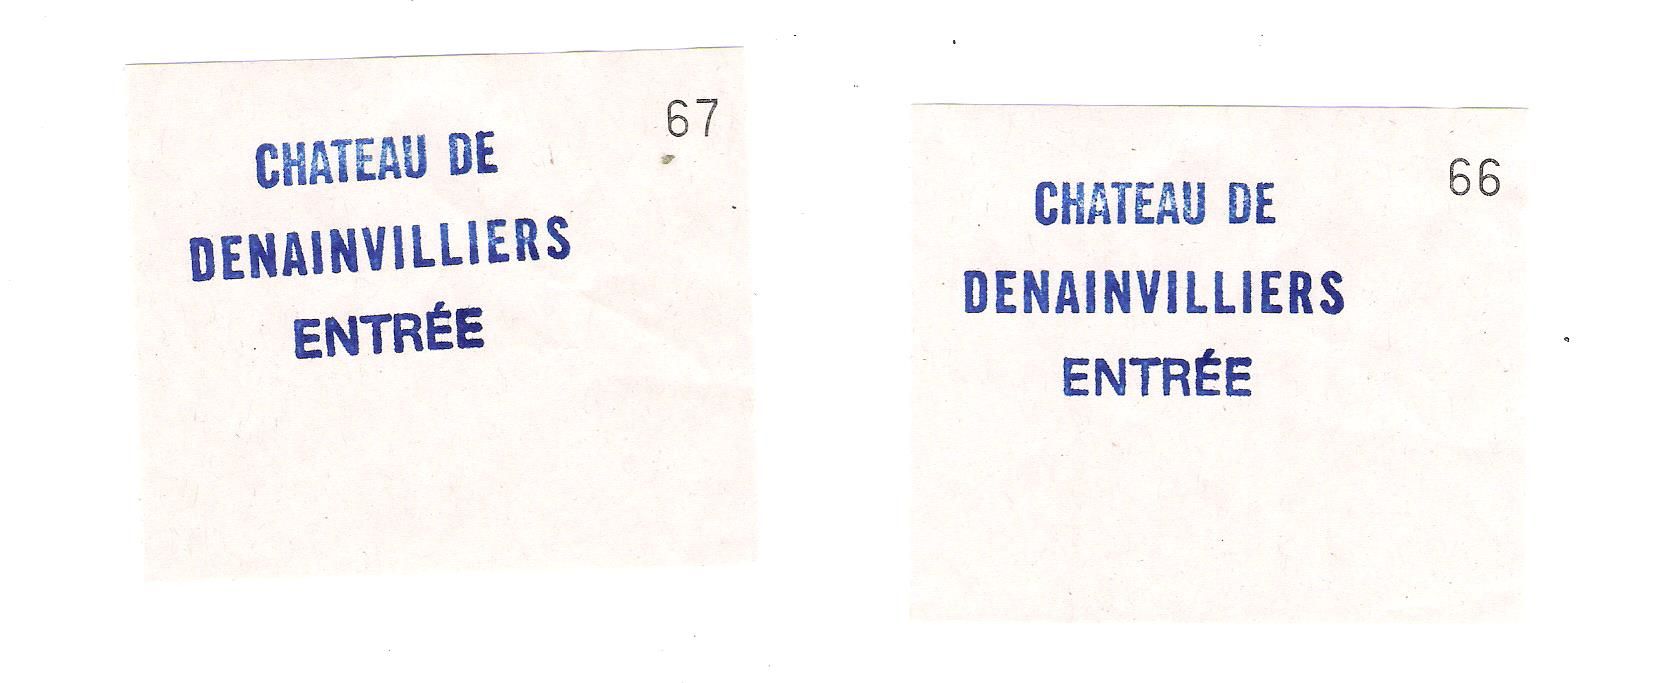 67
CHATEAU DE
DENAINVILLIERS
ENTRÉE
66
CHATEAU DE
DENAINVILLIERS
ENTRÉE